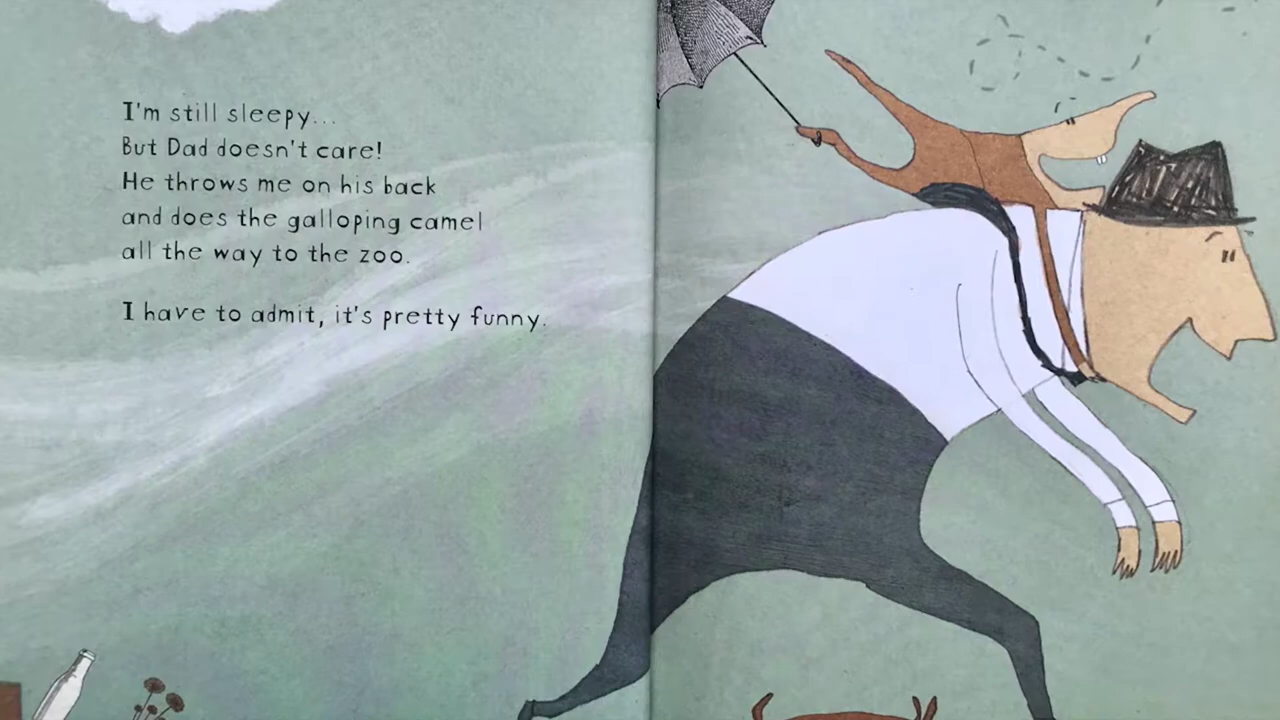 I'm still sleepy...
But Dad doesn't care!
He throws me on his back
and does the galloping camel
all the way to the zoo.
I have to admit, it's pretty funny.